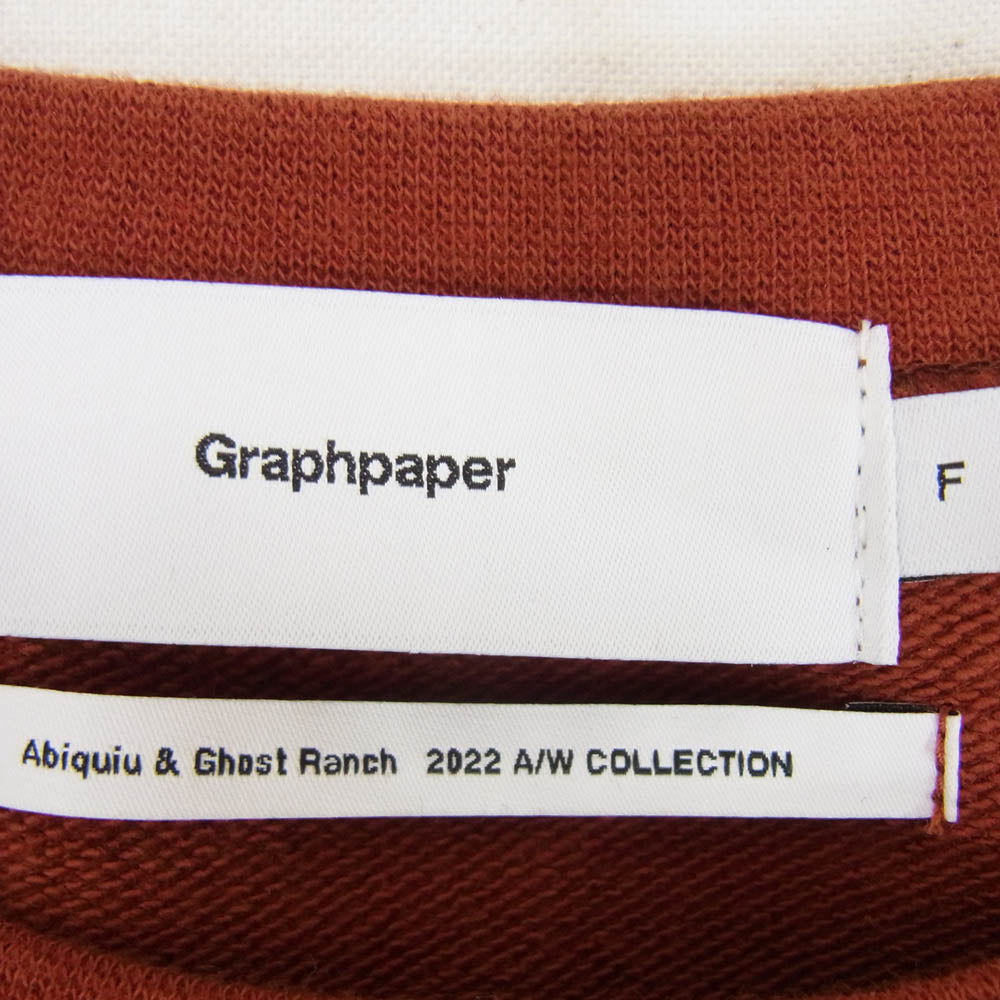 Graphpaper
F
Abiquiu & Ghost Ranch 2022 A/W COLLECTION